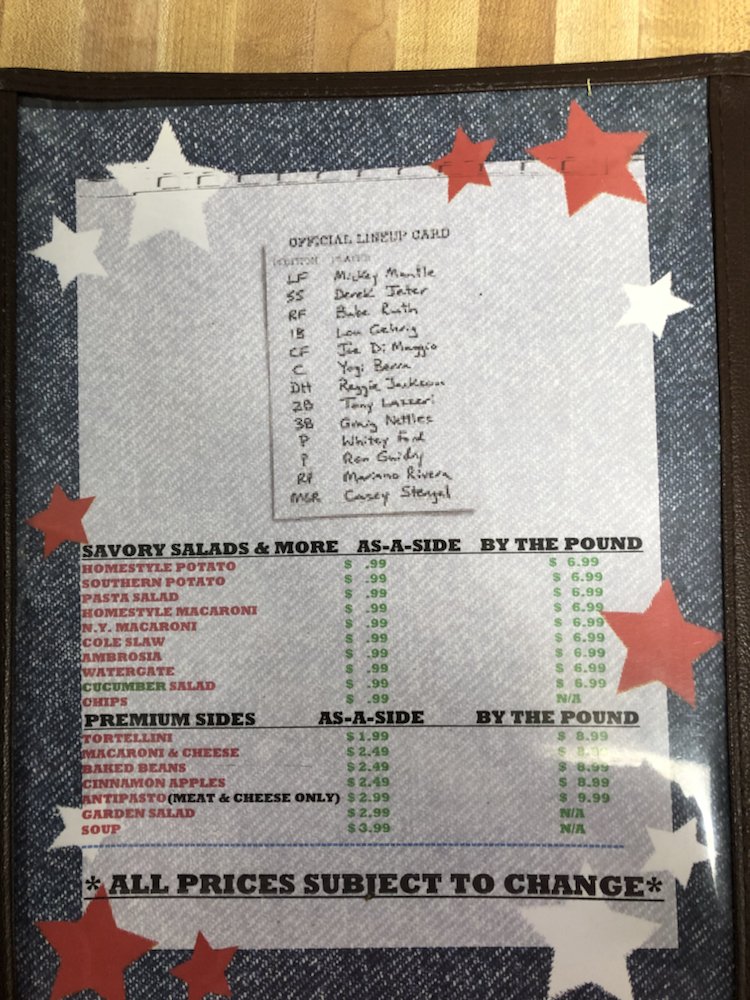 OFFICIAL LINEUP CARD
POSITION PLAYER
LF Mickey Mantle
SS Derek Jeter
RF Babe Ruth
1B Lou Gehrig
CF Joe Di Maggio
C Yogi Berra
DH Reggie Jackson
2B Tony Lazzeri
3B Graig Nettles
P Whitey Ford
P Ron Guidry
RP Mariano Rivera
MGR Casey Stengel
SAVORY SALADS & MORE AS-A-SIDE BY THE POUND
HOMESTYLE POTATO $ .99 $ 6.99
SOUTHERN POTATO $ .99 $ 6.99
PASTA SALAD $ .99 $ 6.99
HOMESTYLE MACARONI $ .99 $ 6.99
N.Y. MACARONI $ .99 $ 6.99
COLE SLAW $ .99 $ 6.99
AMBROSIA $ .99 $ 6.99
WATERGATE $ .99 $ 6.99
CUCUMBER SALAD $ .99 $ 6.99
CHIPS $ .99 N/A
PREMIUM SIDES AS-A-SIDE BY THE POUND
TORTELLINI $1.99 $ 8.99
MACARONI & CHEESE $2.49 $ 8.99
BAKED BEANS $2.49 $ 8.99
CINNAMON APPLES $2.49 $ 8.99
ANTIPASTO(MEAT & CHEESE ONLY) $2.99 $ 9.99
GARDEN SALAD $2.99 N/A
SOUP $3.99 N/A
*ALL PRICES SUBJECT TO CHANGE*